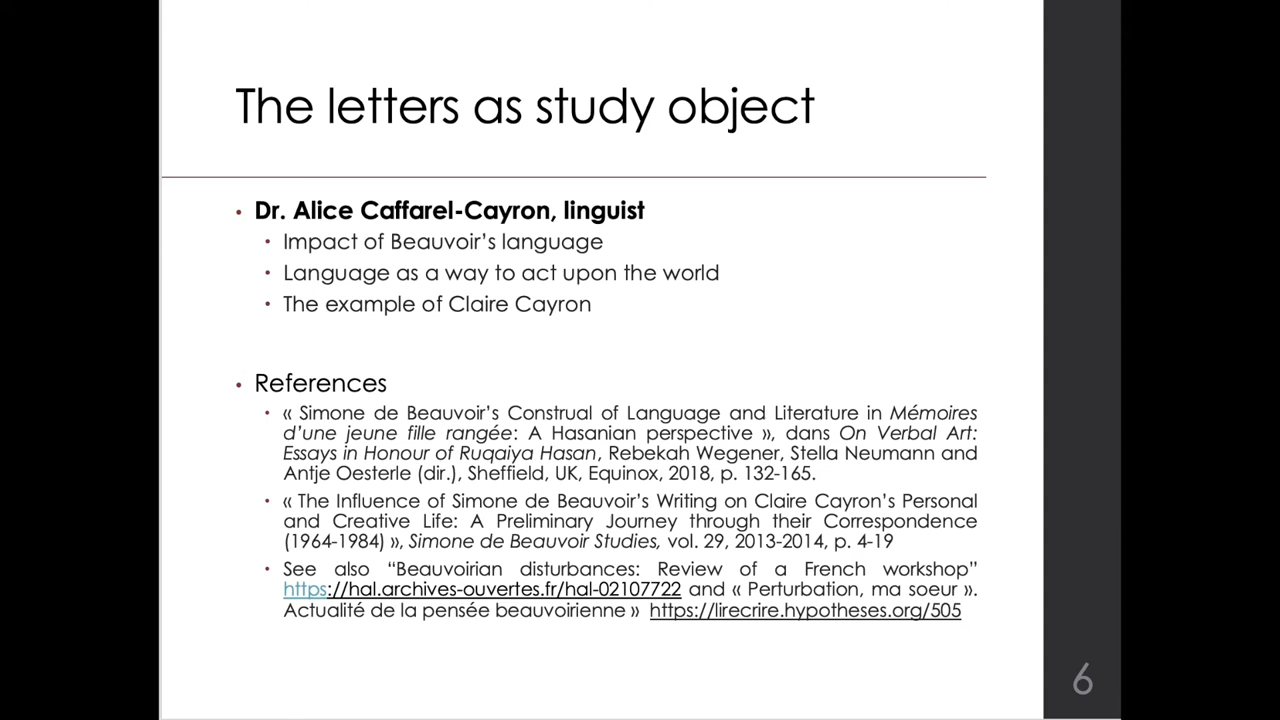 The letters as study object
• Dr. Alice Caffarel-Cayron, linguist
• Impact of Beauvoir's language
• Language as a way to act upon the world
• The example of Claire Cayron
• References
• « Simone de Beauvoir's Construal of Language and Literature in Mémoires
d'une jeune fille rangée: A Hasanian perspective », dans On Verbal Art:
Essays in Honour of Ruqaiya Hasan, Rebekah Wegener, Stella Neumann and
Antje Oesterle (dir.), Sheffield, UK, Equinox, 2018, p. 132-165.
• « The Influence of Simone de Beauvoir's Writing on Claire Cayron's Personal
and Creative Life: A Preliminary Journey through their Correspondence
(1964-1984) », Simone de Beauvoir Studies, vol. 29, 2013-2014, p. 4-19
• See also “Beauvoirian disturbances: Review of a French workshop”
https://hal.archives-ouvertes.fr/hal-02107722 and « Perturbation, ma soeur ».
Actualité de la pensée beauvoirienne » https://lirecrire.hypotheses.org/505
6